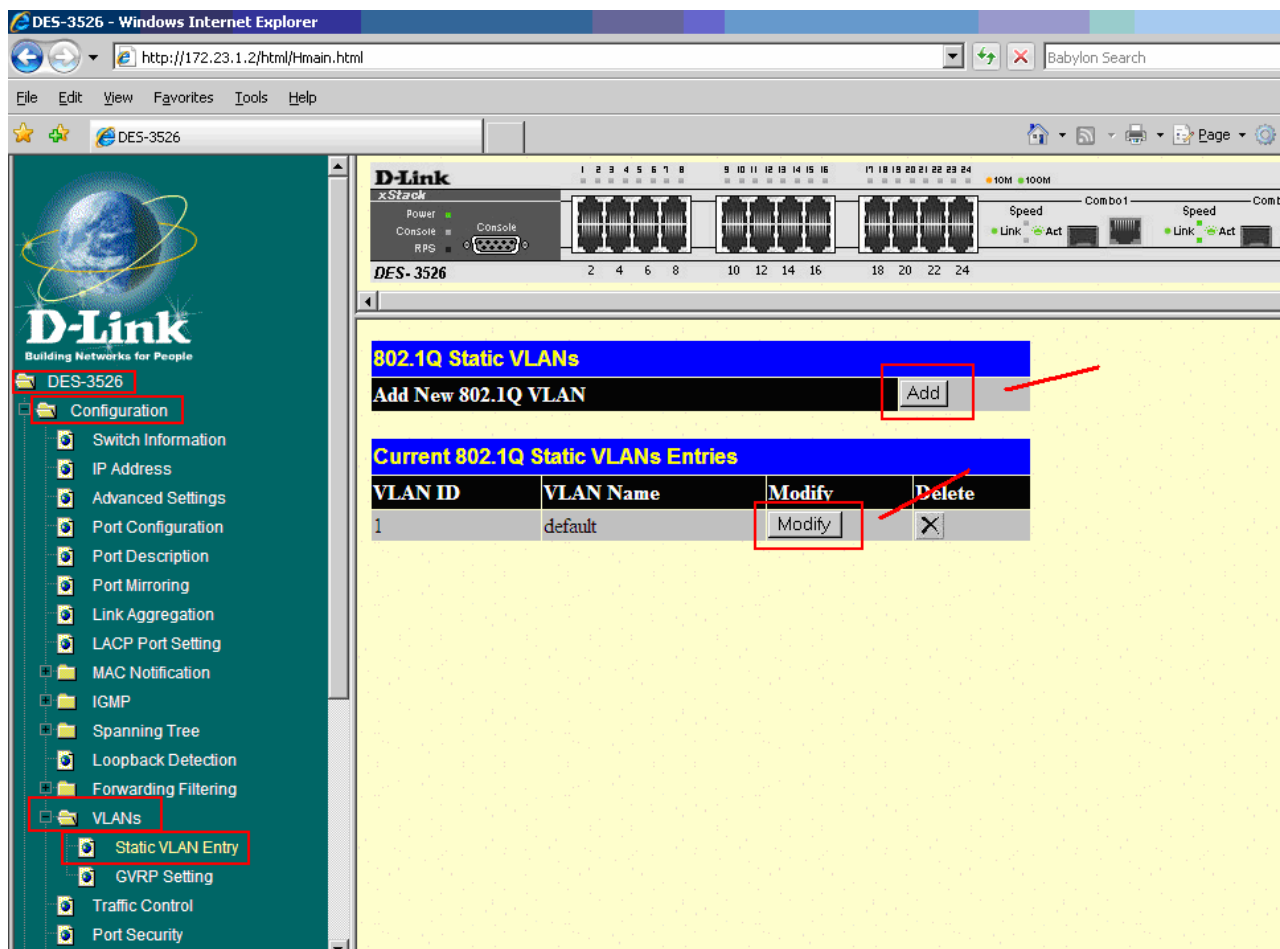 DES-3526 - Windows Internet Explorer
http://172.23.1.2/html/Hmain.html
Babylon Search
File Edit View Favorites Tools Help
DES-3526
Page
D-Link
Building Networks for People
DES-3526
Configuration
Switch Information
IP Address
Advanced Settings
Port Configuration
Port Description
Port Mirroring
Link Aggregation
LACP Port Setting
MAC Notification
IGMP
Spanning Tree
Loopback Detection
Forwarding Filtering
VLANs
Static VLAN Entry
GVRP Setting
Traffic Control
Port Security
D-Link
xStack
Power
Console
RPS
Console
DES-3526
1 2 3 4 5 6 7 8
9 10 11 12 13 14 15 16
17 18 19 20 21 22 23 24
10M 100M
Combo1
Speed
Link Act
Comb
Speed
Link Act
2 4 6 8
10 12 14 16
18 20 22 24
802.1Q Static VLANs
Add New 802.1Q VLAN Add
Current 802.1Q Static VLANs Entries
VLAN ID VLAN Name Modify Delete
1 default Modify X